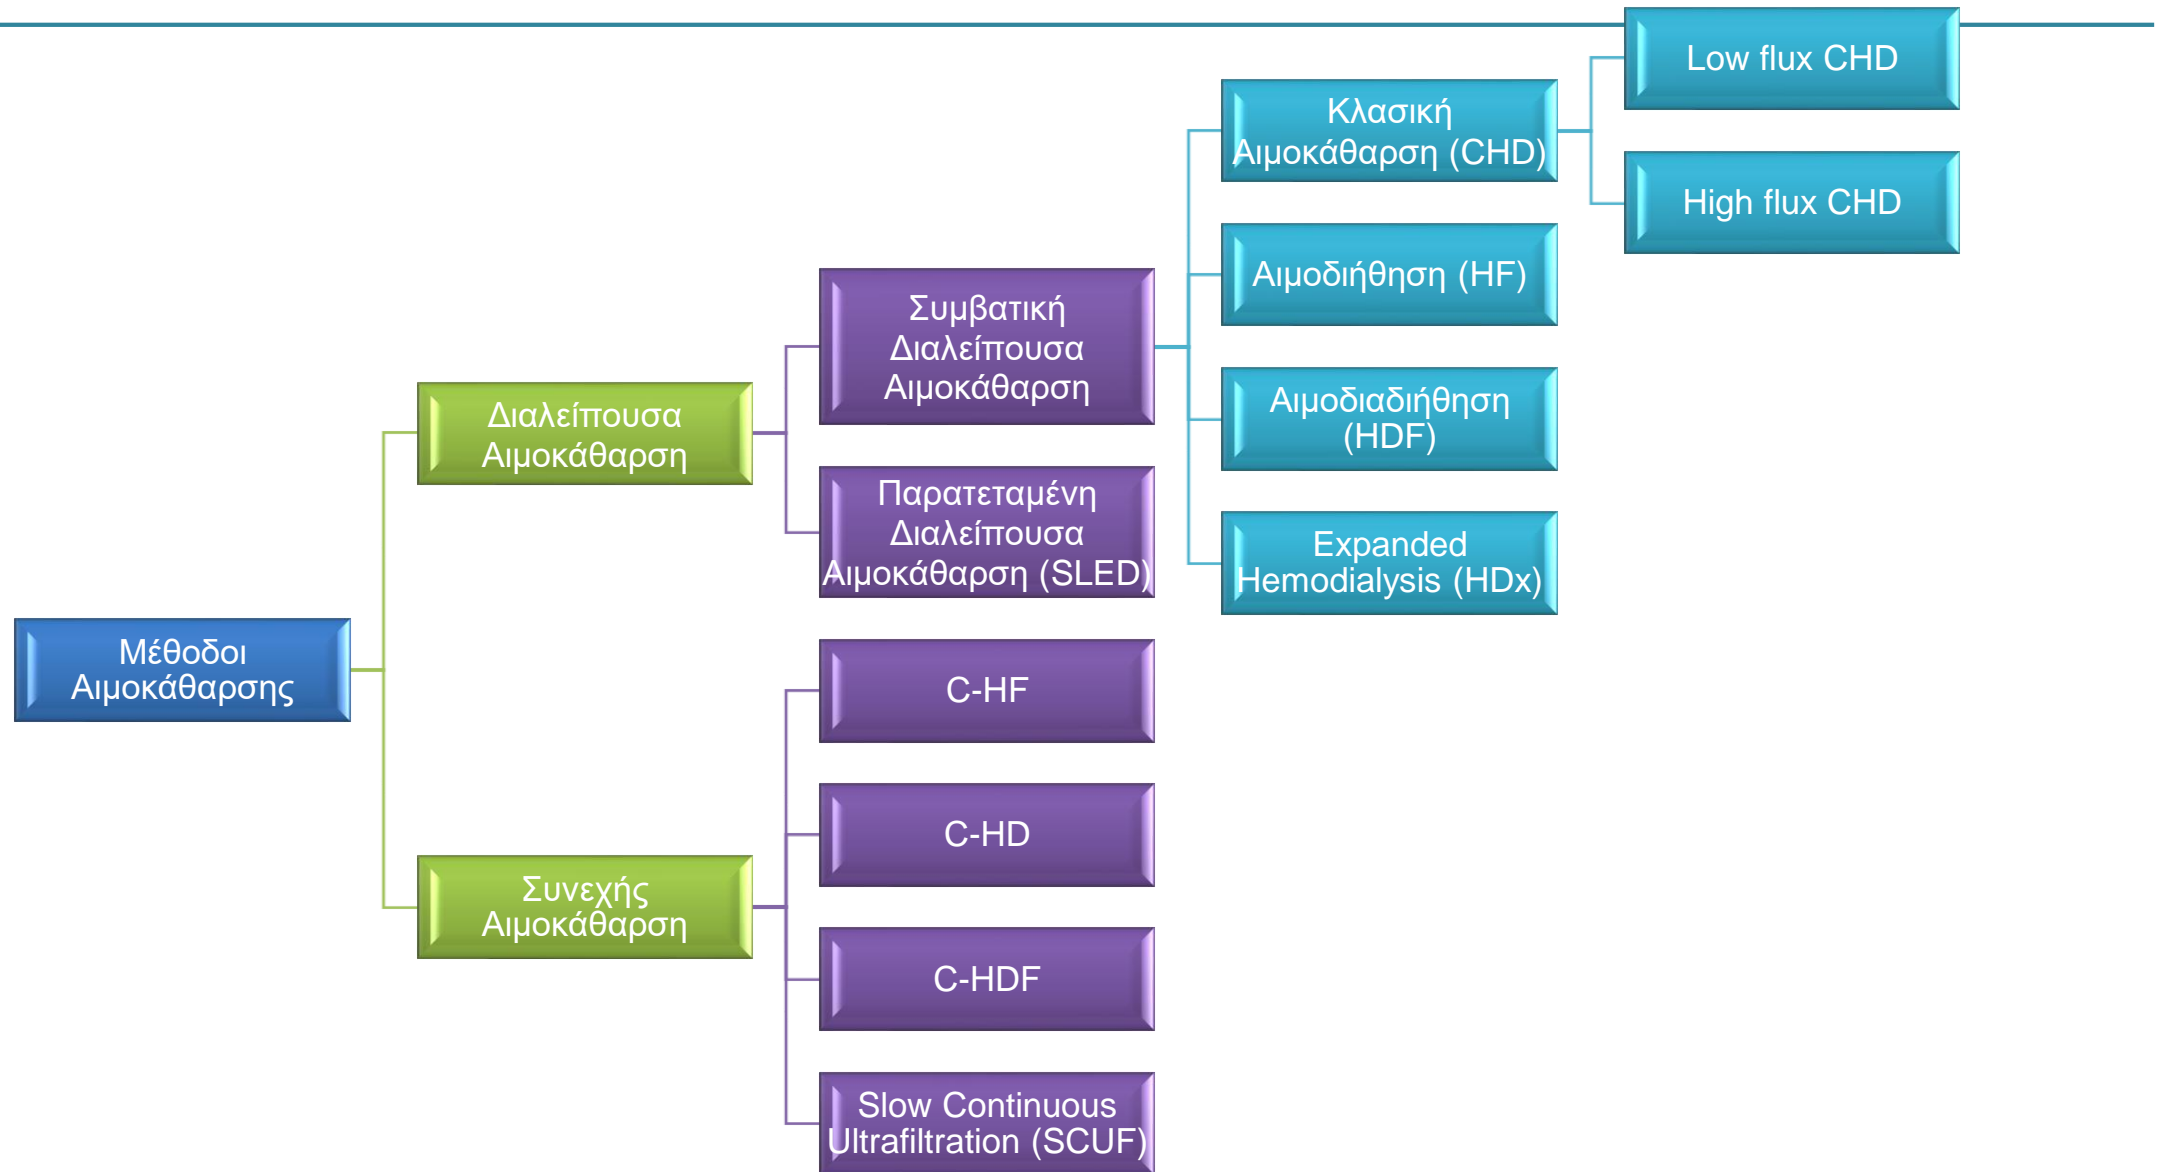 Μέθοδοι
Αιμοκάθαρσης
Διαλείπουσα
Αιμοκάθαρση
Συμβατική
Διαλείπουσα
Αιμοκάθαρση
Κλασική
Αιμοκάθαρση (CHD)
Low flux CHD
High flux CHD
Αιμοδιήθηση (HF)
Αιμοδιαδιήθηση
(HDF)
Expanded
Hemodialysis (HDx)
Παρατεταμένη
Διαλείπουσα
Αιμοκάθαρση (SLED)
Συνεχής
Αιμοκάθαρση
C-HF
C-HD
C-HDF
Slow Continuous
Ultrafiltration (SCUF)